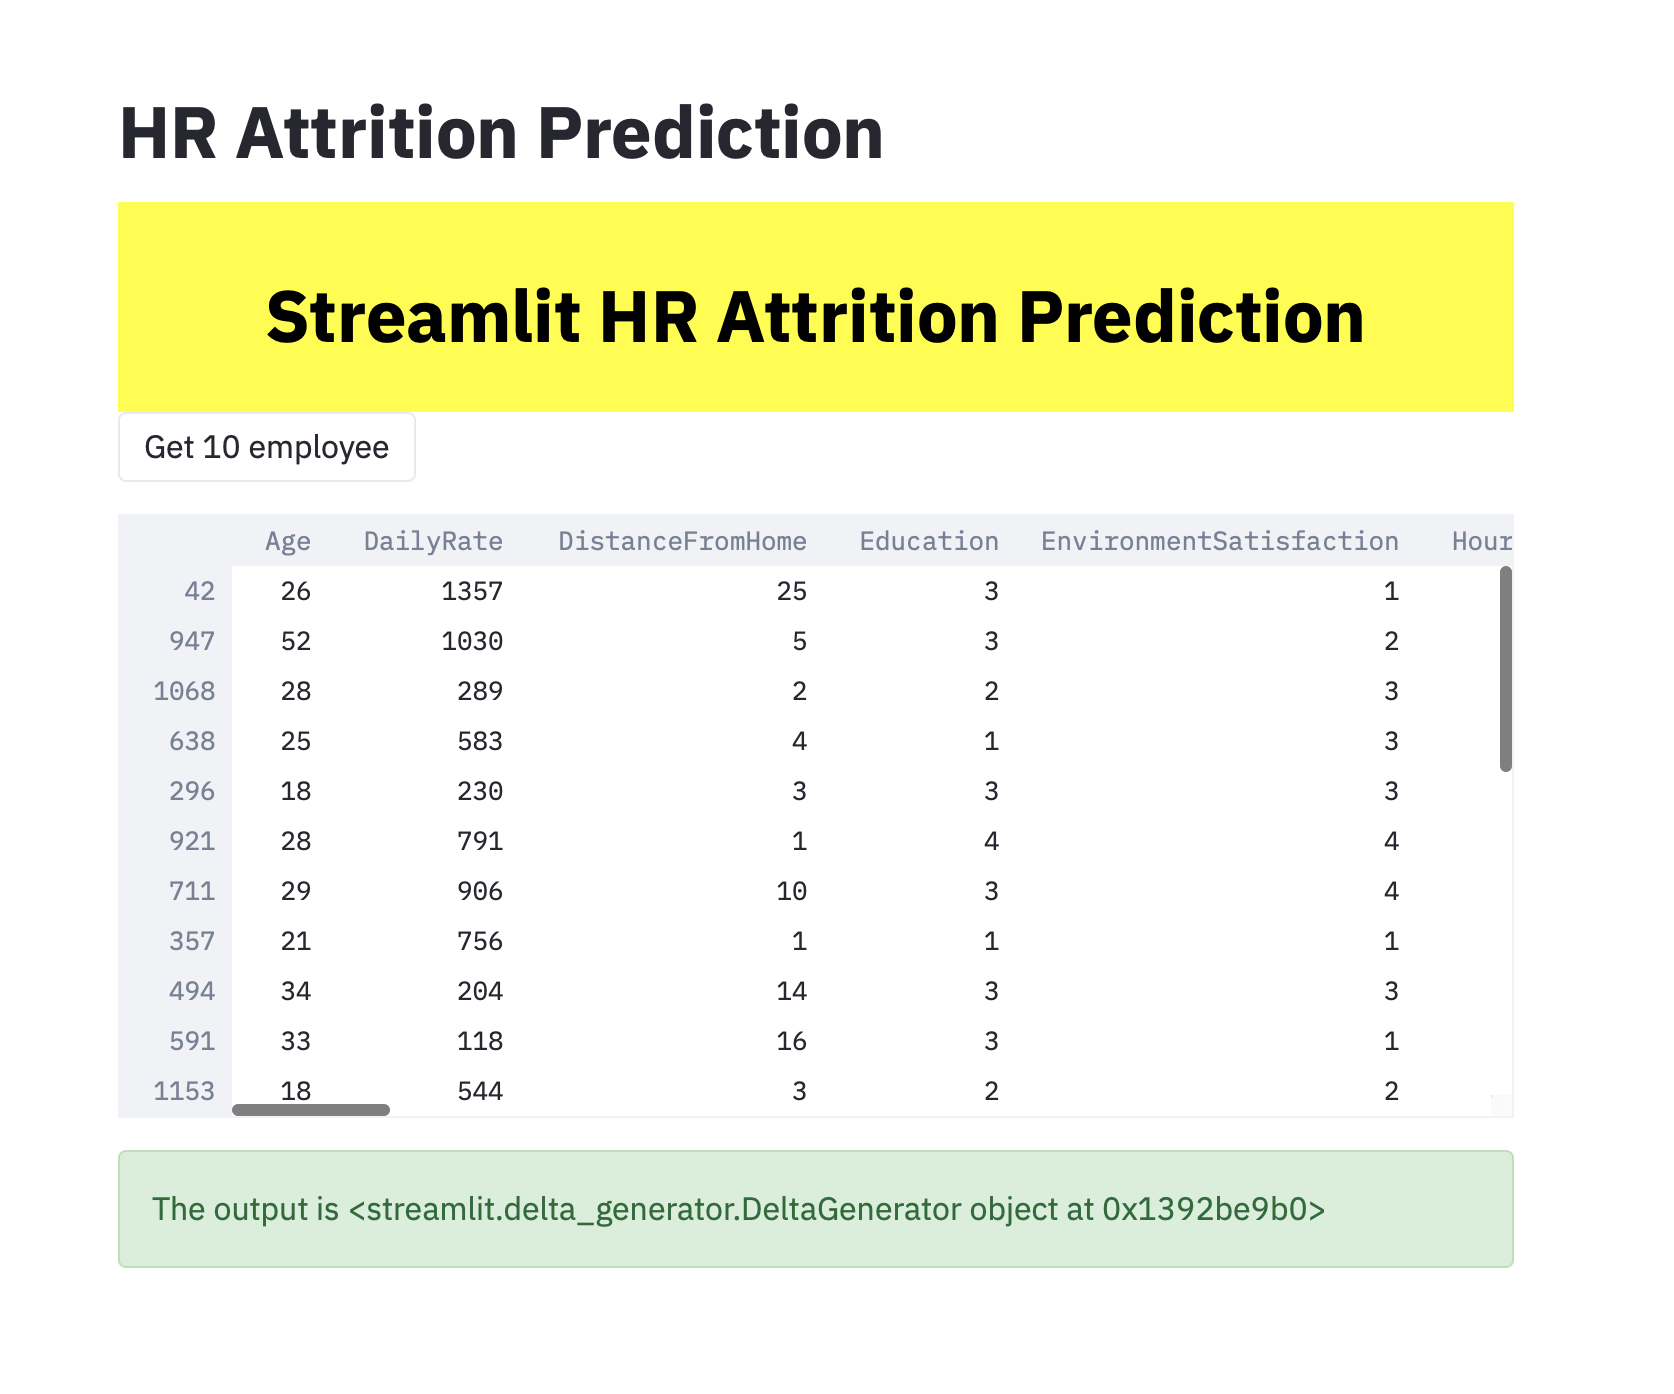 HR Attrition Prediction
Streamlit HR Attrition Prediction
Get 10 employee
Age DailyRate DistanceFromHome Education EnvironmentSatisfaction Hour
42 26 1357 25 3 1
947 52 1030 5 3 2
1068 28 289 2 2 3
638 25 583 4 1 3
296 18 230 3 3 3
921 28 791 1 4 4
711 29 906 10 3 4
357 21 756 1 1 1
494 34 204 14 3 3
591 33 118 16 3 1
1153 18 544 3 2 2
The output is <streamlit.delta_generator.DeltaGenerator object at 0x1392be9b0>